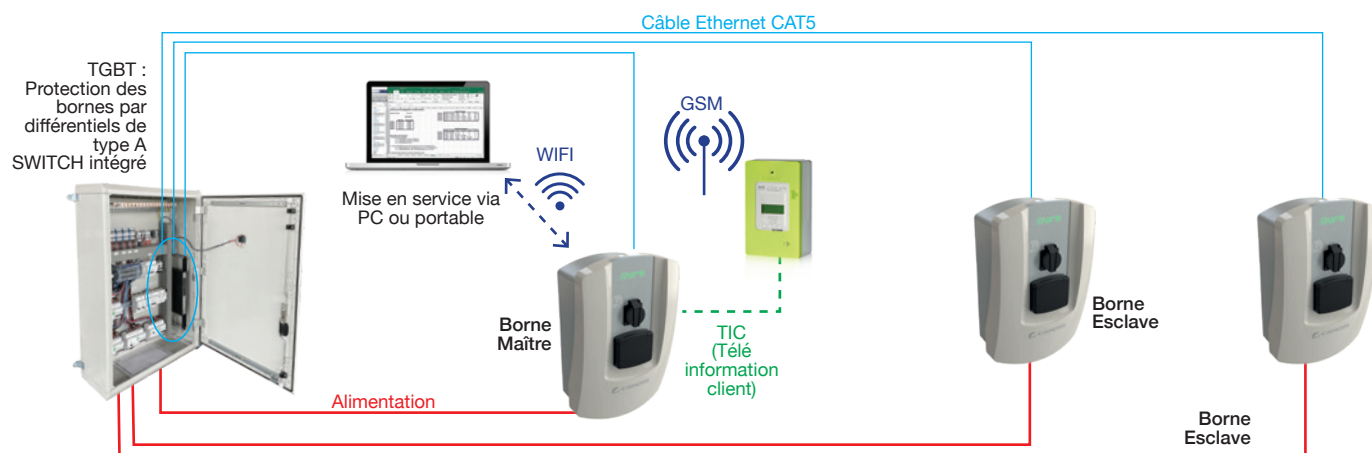 Câble Ethernet CAT5
TGBT :
Protection des
bornes par
différentiels de
type A
SWITCH intégré
GSM
WIFI
Mise en service via
PC ou portable
Borne
Maître
TIC
(Télé
information
client)
Borne
Esclave
Alimentation
Borne
Esclave